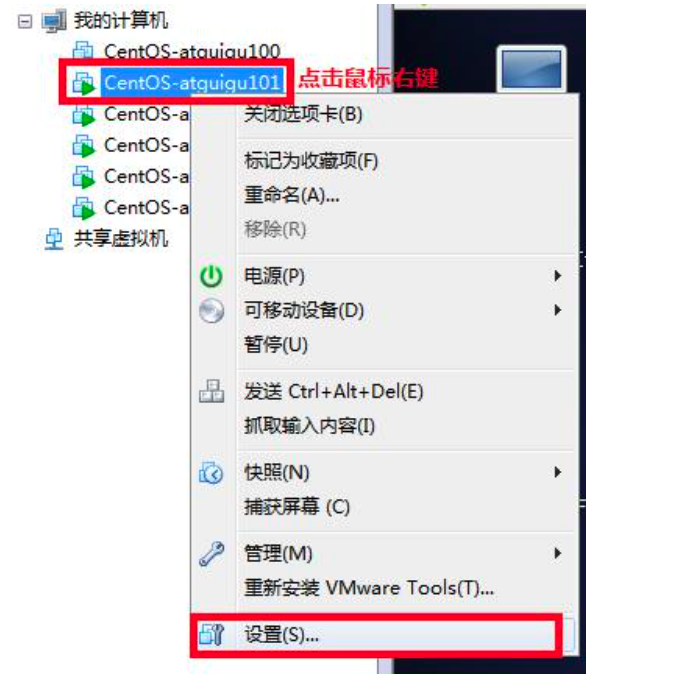 我的计算机
CentOS-atguigu100
CentOS-atguigu101
点击鼠标右键
CentOS-a
CentOS-a
CentOS-a
CentOS-a
共享虚拟机
关闭选项卡(B)
标记为收藏项(F)
重命名(A)...
移除(R)
电源(P)
可移动设备(D)
暂停(U)
发送 Ctrl+Alt+Del(E)
抓取输入内容(I)
快照(N)
捕获屏幕 (C)
管理(M)
重新安装 VMware Tools(T)...
设置(S)...